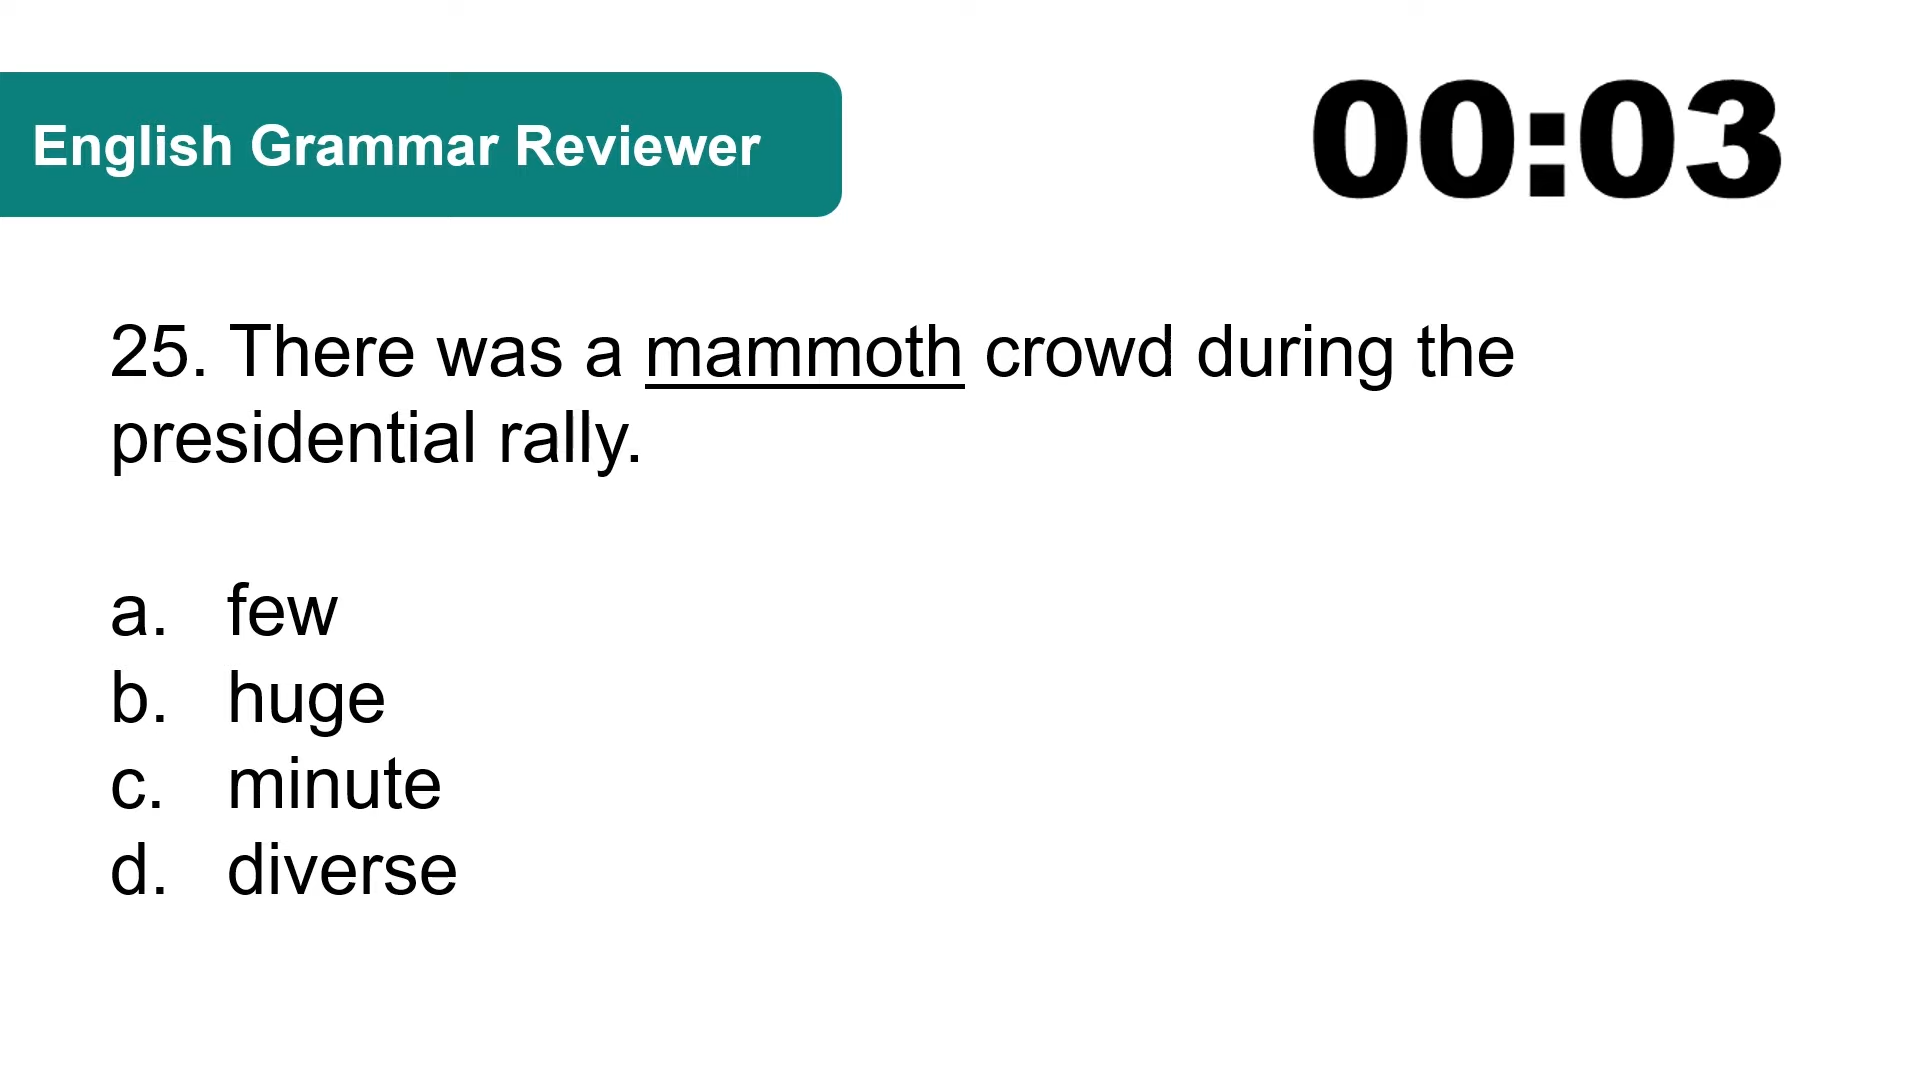 English Grammar Reviewer
00:03
25. There was a mammoth crowd during the
presidential rally.
a. few
b. huge
c. minute
d. diverse